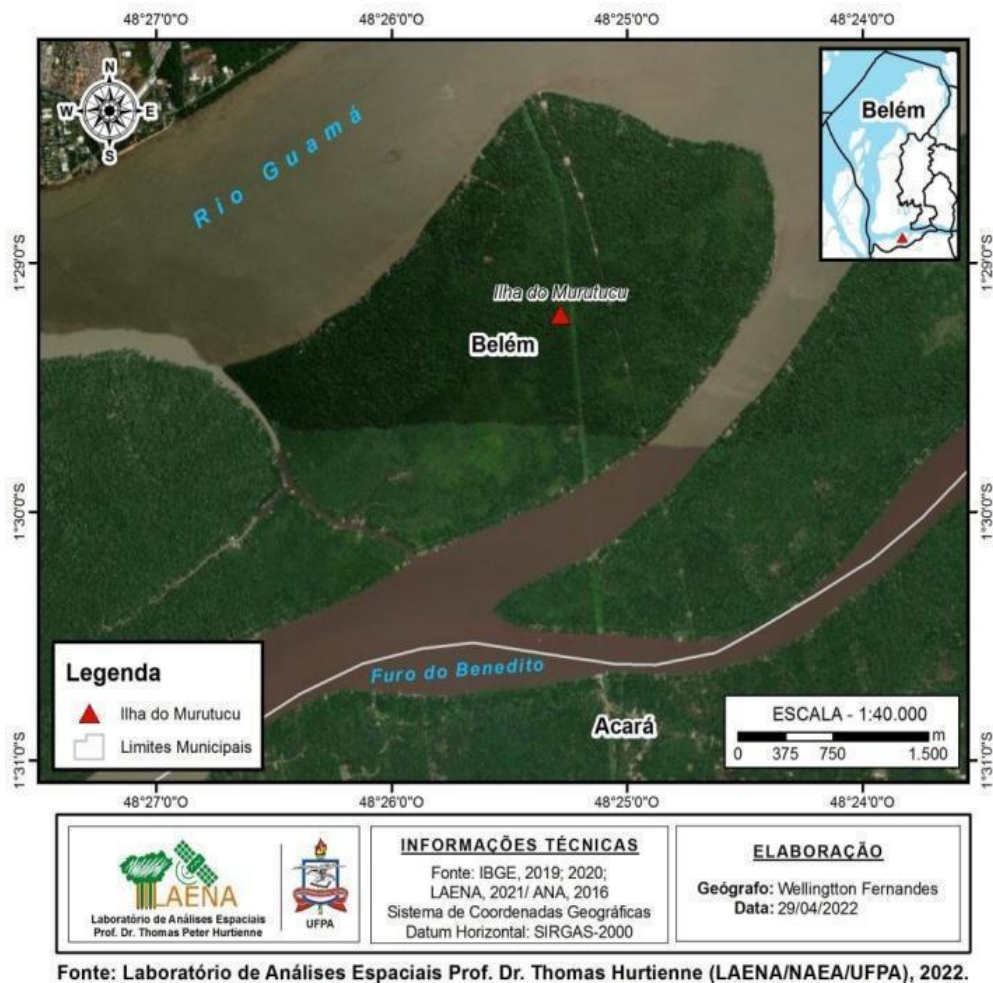 48°27'0"O 48°26'0"O 48°25'0"O 48°24'0"O
N
W E
S
Rio Guamá
Belém
1°29'0"S 1°29'0"S
Ilha do Murutucu
Belém
1°30'0"S 1°30'0"S
Furo do Benedito
Acará
Legenda
Ilha do Murutucu
Limites Municipais
ESCALA - 1:40.000
m
0 375 750 1.500
1°31'0"S 1°31'0"S
48°27'0"O 48°26'0"O 48°25'0"O 48°24'0"O
LAENA
Laboratório de Análises Espaciais
Prof. Dr. Thomas Peter Hurtienne
UFPA
INFORMAÇÕES TÉCNICAS
Fonte: IBGE, 2019; 2020;
LAENA, 2021/ ANA, 2016
Sistema de Coordenadas Geográficas
Datum Horizontal: SIRGAS-2000
ELABORAÇÃO
Geógrafo: Wellingtton Fernandes
Data: 29/04/2022
Fonte: Laboratório de Análises Espaciais Prof. Dr. Thomas Hurtienne (LAENA/NAEA/UFPA), 2022.